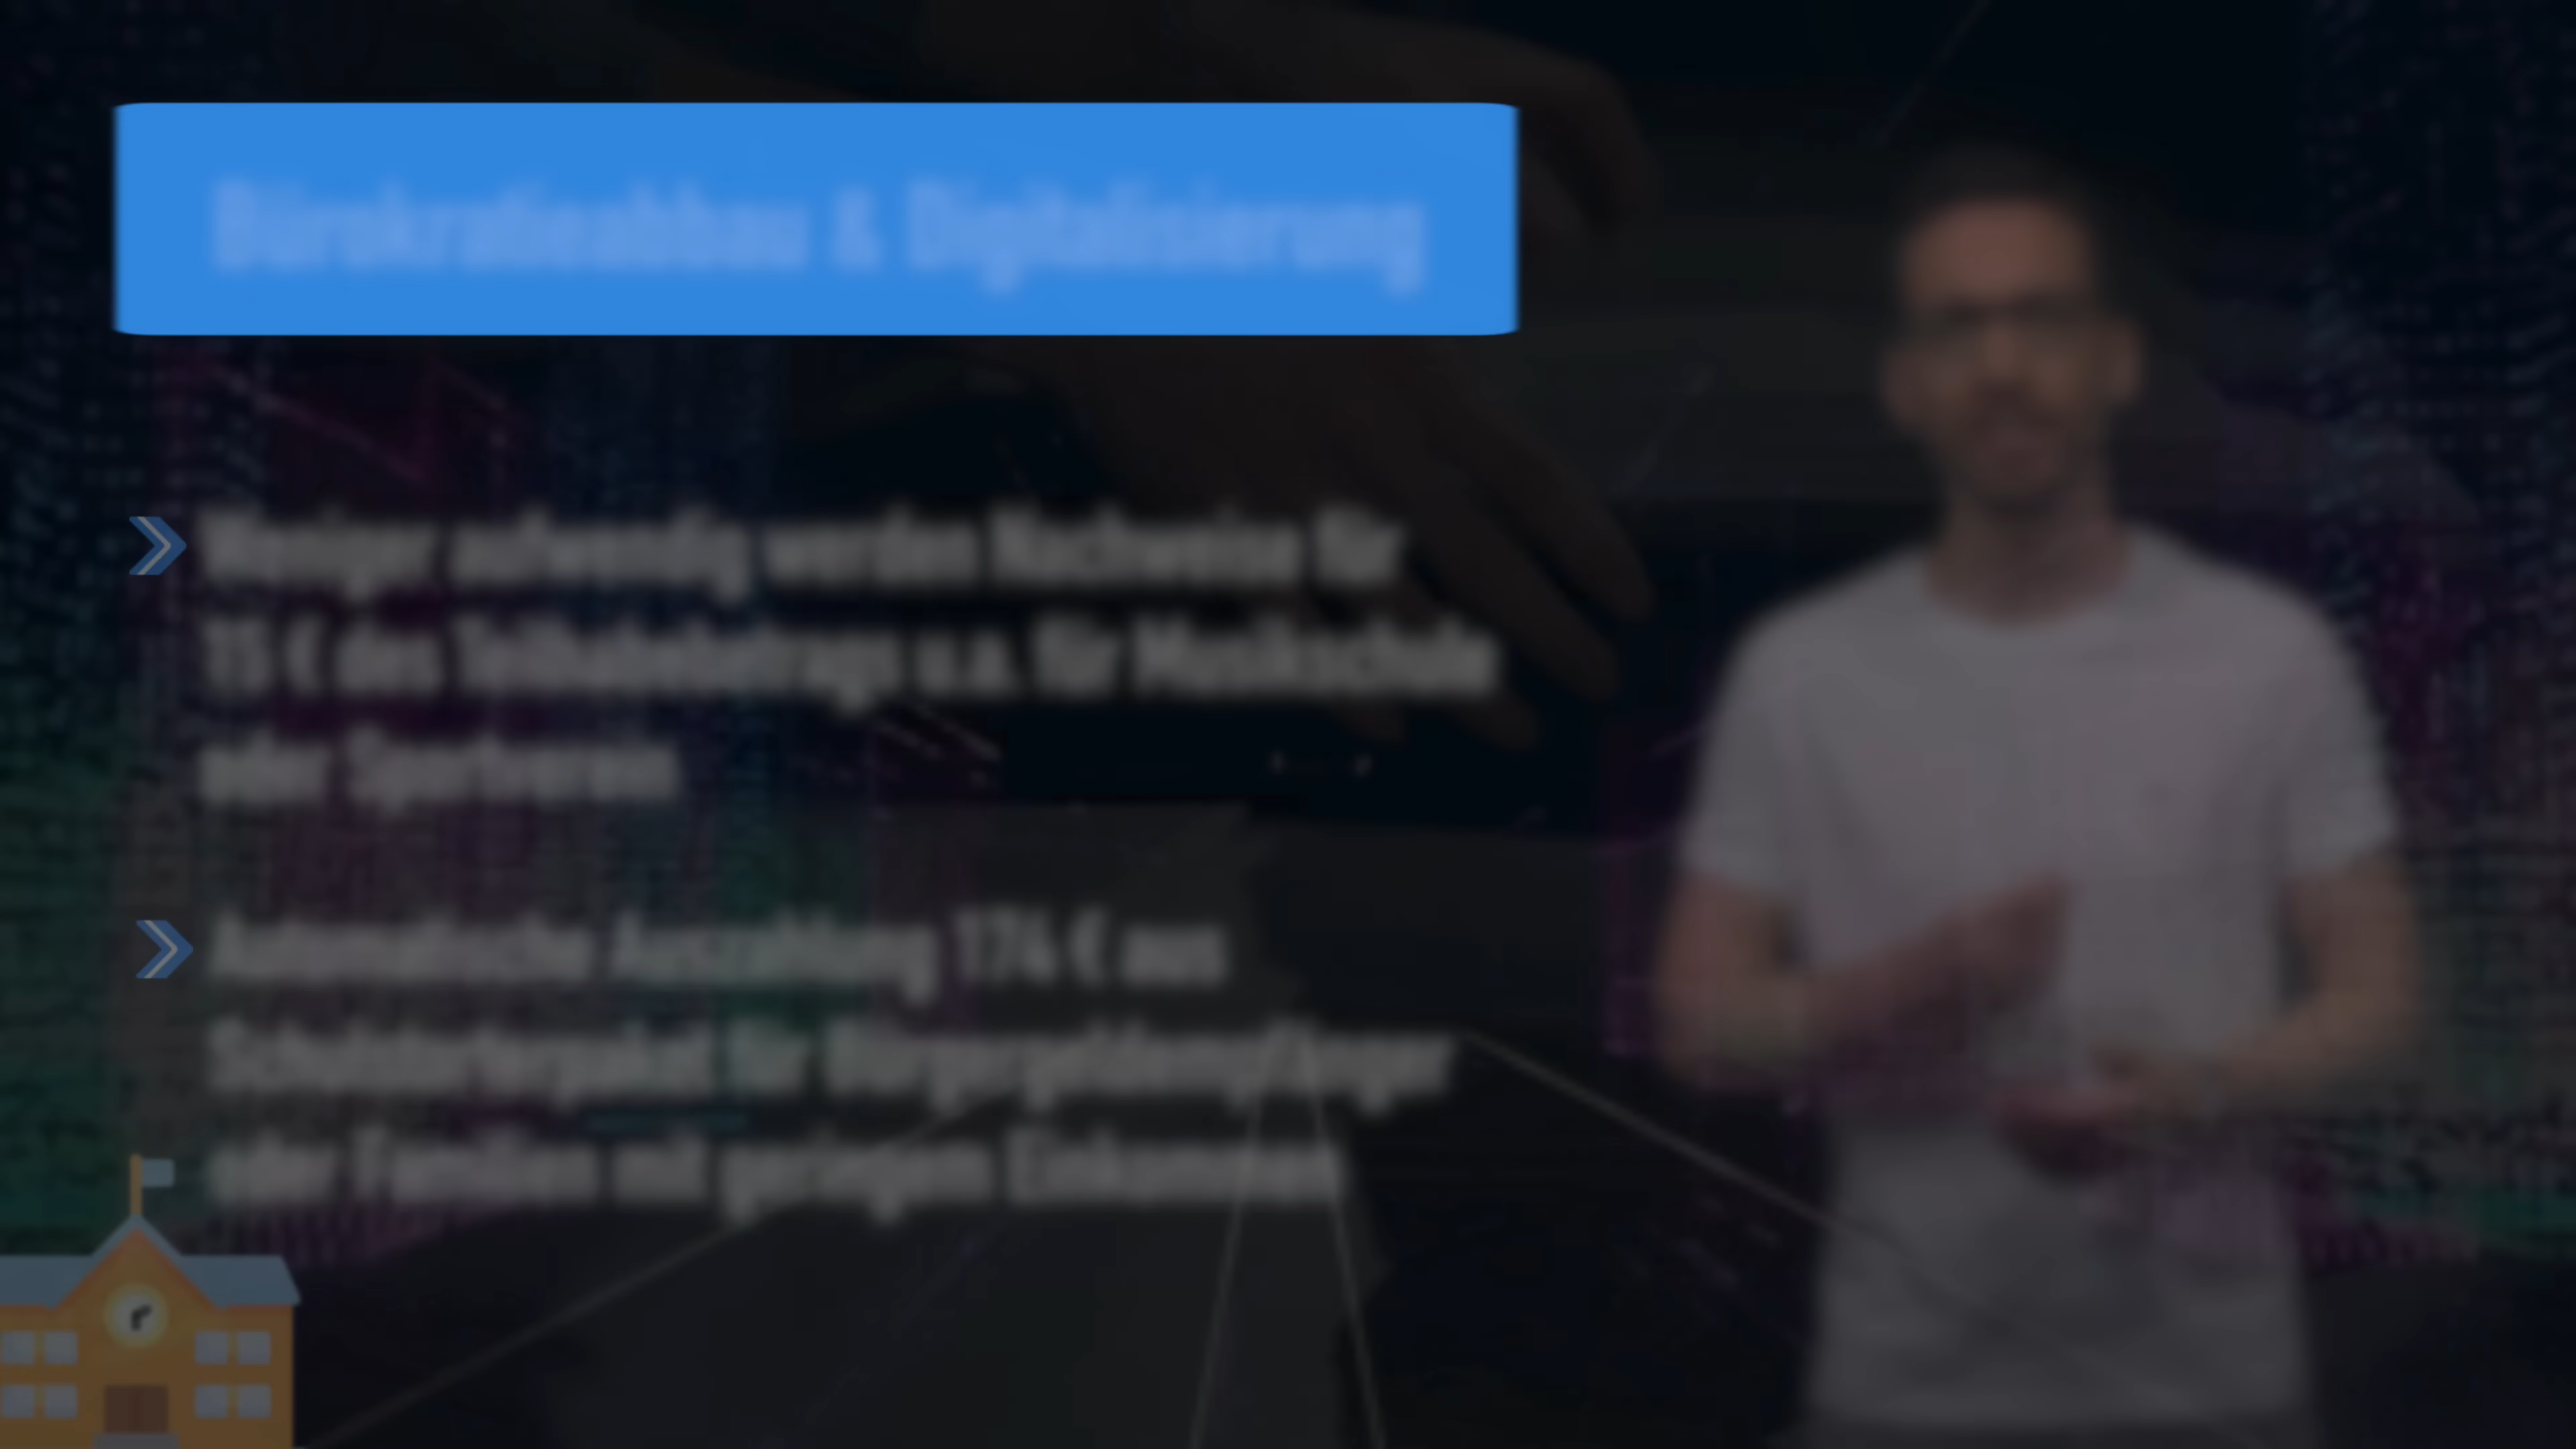 Bürokratieabbau & Digitalisierung
Weniger aufwendig werden Nachweise für
15 € des Teilhabebetrags u.a. für Musikschule
oder Sportverein
Automatische Auszahlung 174 € aus
Schulstarterpaket für Bürgergeldempfänger
oder Familien mit geringem Einkommen